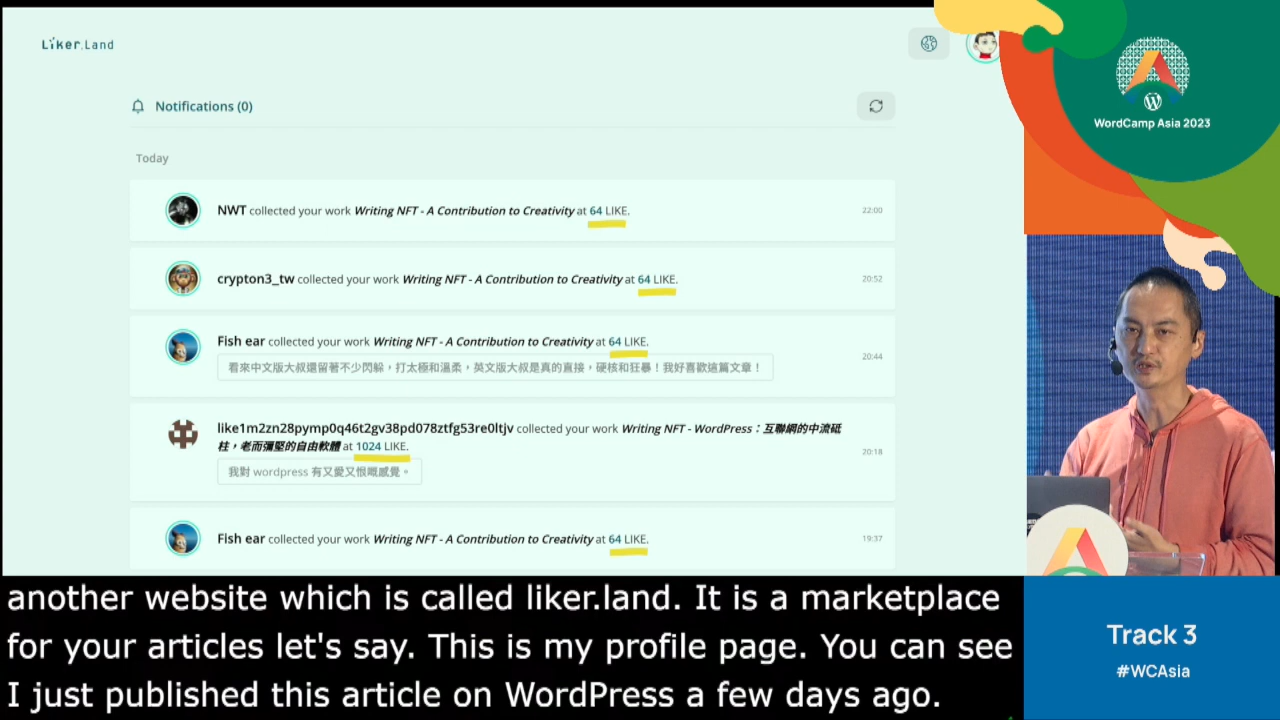 Liker.Land
Notifications (0)
Today
NWT collected your work Writing NFT - A Contribution to Creativity at 64 LIKE.
22:00
crypton3_tw collected your work Writing NFT - A Contribution to Creativity at 64 LIKE.
20:52
Fish ear collected your work Writing NFT - A Contribution to Creativity at 64 LIKE.
看來中文版大叔還留著不少閃躲，打太極和溫柔，英文版大叔是真的直接，硬核和狂暴！我好喜歡這篇文章！
20:44
like1m2zn28pymp0q46t2gv38pd078ztfg53re0ltjv collected your work Writing NFT - WordPress：互聯網的中流砥
柱，老而彌堅的自由軟體 at 1024 LIKE.
我對 wordpress 有又愛又恨嘅感覺。
20:18
Fish ear collected your work Writing NFT - A Contribution to Creativity at 64 LIKE.
19:37
WordCamp Asia 2023
another website which is called liker.land. It is a marketplace
for your articles let's say. This is my profile page. You can see
I just published this article on WordPress a few days ago.
Track 3
#WCAsia